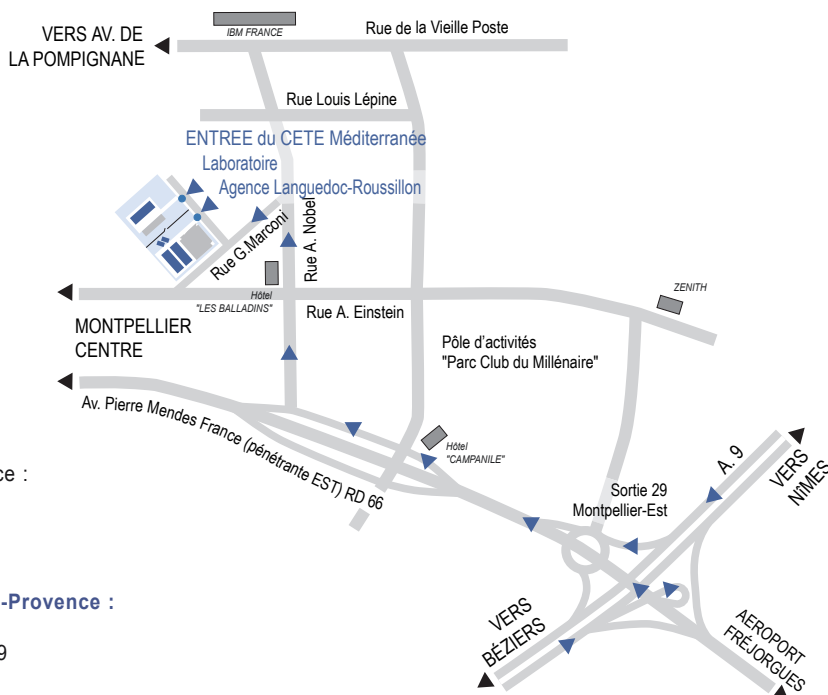 IBM FRANCE
Rue de la Vieille Poste
VERS AV. DE
LA POMPIGNANE
Rue Louis Lépine
ENTREE du CETE Méditerranée
Laboratoire
Agence Languedoc-Roussillon
Rue G.Marconi
Rue A. Nobel
Hôtel
"LES BALLADINS"
Rue A. Einstein
ZENITH
MONTPELLIER
CENTRE
Pôle d'activités
"Parc Club du Millénaire"
Av. Pierre Mendes France (pénétrante EST) RD 66
Hôtel
"CAMPANILE"
A. 9
VERS
NÎMES
Sortie 29
Montpellier-Est
ce :
-Provence :
9
VERS
BÉZIERS
AEROPORT
FRÉJORGUES